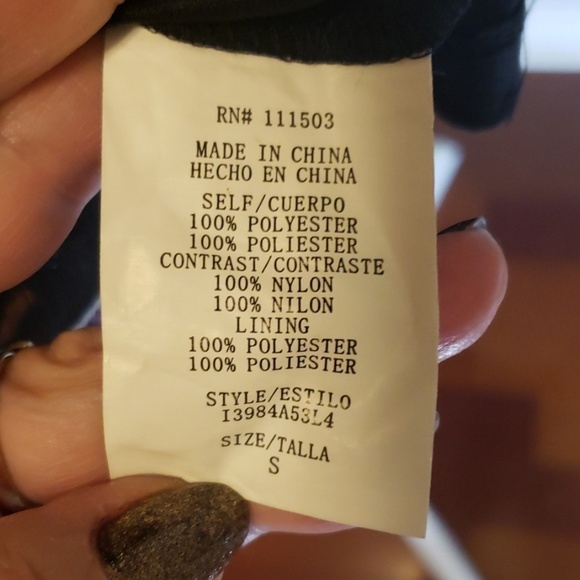 RN# 111503
MADE IN CHINA
HECHO EN CHINA
SELF/CUERPO
100% POLYESTER
100% POLIESTER
CONTRAST/CONTRASTE
100% NYLON
100% NILON
LINING
100% POLYESTER
100% POLIESTER
STYLE/ESTILO
I3984A53L4
SIZE/TALLA
S